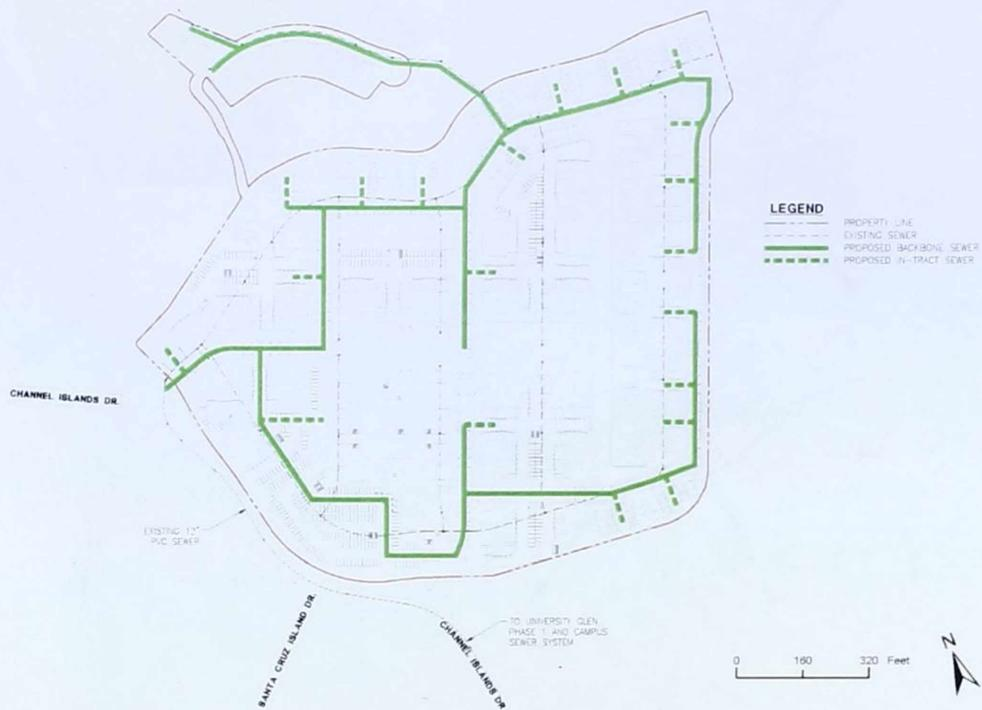 LEGEND
PROPERTY LINE
EXISTING SEWER
PROPOSED BACKBONE SEWER
PROPOSED IN-TRACT SEWER
CHANNEL ISLANDS DR.
EXISTING 12"
PVC SEWER
SANTA CRUZ ISLAND DR.
CHANNEL ISLANDS DR
TO UNIVERSITY GLEN
PHASE 1 AND CAMPUS
SEWER SYSTEM
0 160 320 Feet
N